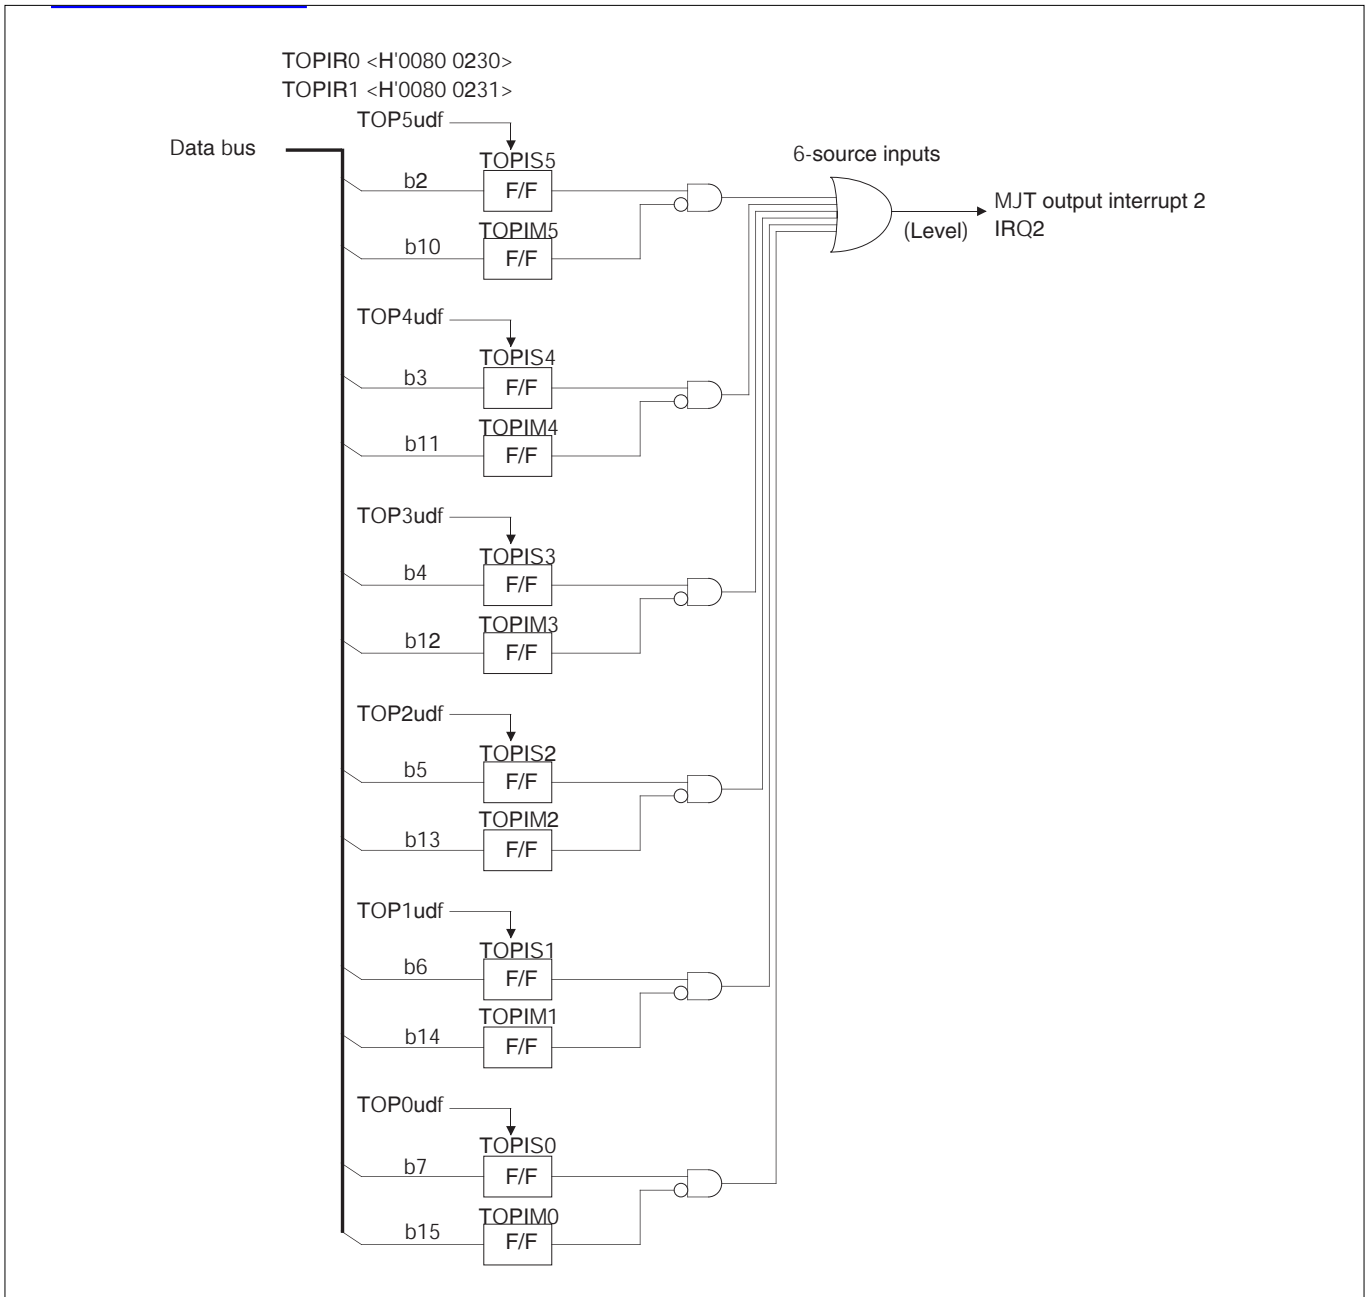 TOPIR0 <H'0080 0230>
TOPIR1 <H'0080 0231>
TOP5udf
Data bus
TOPIS5
6-source inputs
b2
F/F
MJT output interrupt 2
(Level)
IRQ2
TOPIM5
b10
F/F
TOP4udf
TOPIS4
b3
F/F
TOPIM4
b11
F/F
TOP3udf
TOPIS3
b4
F/F
TOPIM3
b12
F/F
TOP2udf
TOPIS2
b5
F/F
TOPIM2
b13
F/F
TOP1udf
TOPIS1
b6
F/F
TOPIM1
b14
F/F
TOP0udf
TOPIS0
b7
F/F
TOPIM0
b15
F/F